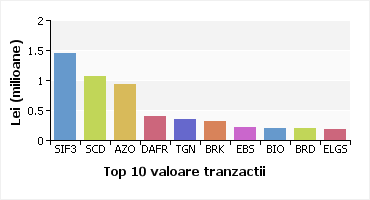 Lei (milioane)
2
1.5
1
0.5
0
SIF3 SCD AZO DAFR TGN BRK EBS BIO BRD ELGS
Top 10 valoare tranzactii